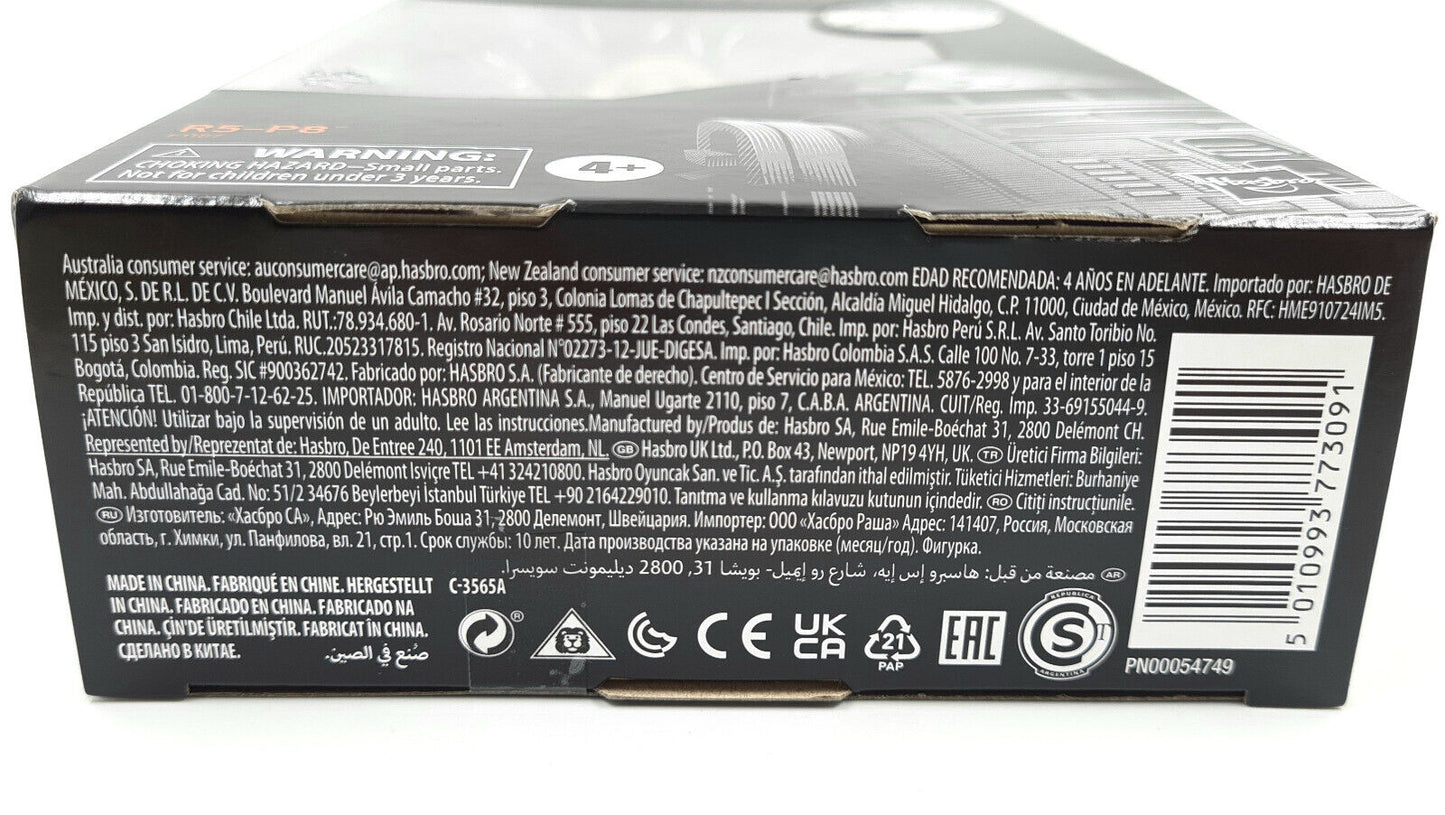 R5-P8
WARNING:
CHOKING HAZARD—Small parts.
Not for children under 3 years.
4+
Hasbro
Australia consumer service: auconsumercare@ap.hasbro.com; New Zealand consumer service: nzconsumercare@hasbro.com EDAD RECOMENDADA: 4 AÑOS EN ADELANTE. Importado por: HASBRO DE
MÉXICO, S. DE R.L. DE C.V. Boulevard Manuel Ávila Camacho #32, piso 3, Colonia Lomas de Chapultepec I Sección, Alcaldía Miguel Hidalgo, C.P. 11000, Ciudad de México, México. RFC: HME910724IM5.
Imp. y dist. por: Hasbro Chile Ltda. RUT.:78.934.680-1. Av. Rosario Norte # 555, piso 22 Las Condes, Santiago, Chile. Imp. por: Hasbro Perú S.R.L. Av. Santo Toribio No.
115 piso 3 San Isidro, Lima, Perú. RUC.20523317815. Registro Nacional N°02273-12-JUE-DIGESA. Imp. por: Hasbro Colombia S.A.S. Calle 100 No. 7-33, torre 1 piso 15
Bogotá, Colombia. Reg. SIC #900362742. Fabricado por: HASBRO S.A. (Fabricante de derecho). Centro de Servicio para México: TEL. 5876-2998 y para el interior de la
República TEL. 01-800-7-12-62-25. IMPORTADOR: HASBRO ARGENTINA S.A., Manuel Ugarte 2110, piso 7, C.A.B.A. ARGENTINA. CUIT/Reg. Imp. 33-69155044-9.
¡ATENCIÓN! Utilizar bajo la supervisión de un adulto. Lee las instrucciones.Manufactured by/Produs de: Hasbro SA, Rue Emile-Boéchat 31, 2800 Delémont CH.
Represented by/Reprezentat de: Hasbro, De Entree 240, 1101 EE Amsterdam, NL. GB Hasbro UK Ltd., P.O. Box 43, Newport, NP19 4YH, UK. TR Üretici Firma Bilgileri:
Hasbro SA, Rue Emile-Boéchat 31, 2800 Delémont İsviçre TEL +41 324210800. Hasbro Oyuncak San. ve Tic. A.Ş. tarafından ithal edilmiştir. Tüketici Hizmetleri: Burhaniye
Mah. Abdullahağa Cad. No: 51/2 34676 Beylerbeyi İstanbul Türkiye TEL +90 2164229010. Tanıtma ve kullanma kılavuzu kutunun içindedir. RO Citiți instrucțiunile.
RU Изготовитель: «Хасбро СА», Адрес: Рю Эмиль Боша 31, 2800 Делемонт, Швейцария. Импортер: ООО «Хасбро Раша» Адрес: 141407, Россия, Московская
область, г. Химки, ул. Панфилова, вл. 21, стр.1. Срок службы: 10 лет. Дата производства указана на упаковке (месяц/год). Фигурка.
AR مصنعة من قبل: هاسبرو إس إيه، شارع رو إيميل- بويشا 31, 2800 ديليمونت سويسرا.
MADE IN CHINA. FABRIQUÉ EN CHINE. HERGESTELLT
IN CHINA. FABRICADO EN CHINA. FABRICADO NA
CHINA. ÇİN'DE ÜRETİLMİŞTİR. FABRICAT ÎN CHINA.
СДЕЛАНО В КИТАЕ. صُنع في الصين.
C-3565A
®
CE
UK
CA
21
PAP
EAC
REPUBLICA
S
ARGENTINA
5 010993 773091
PN00054749